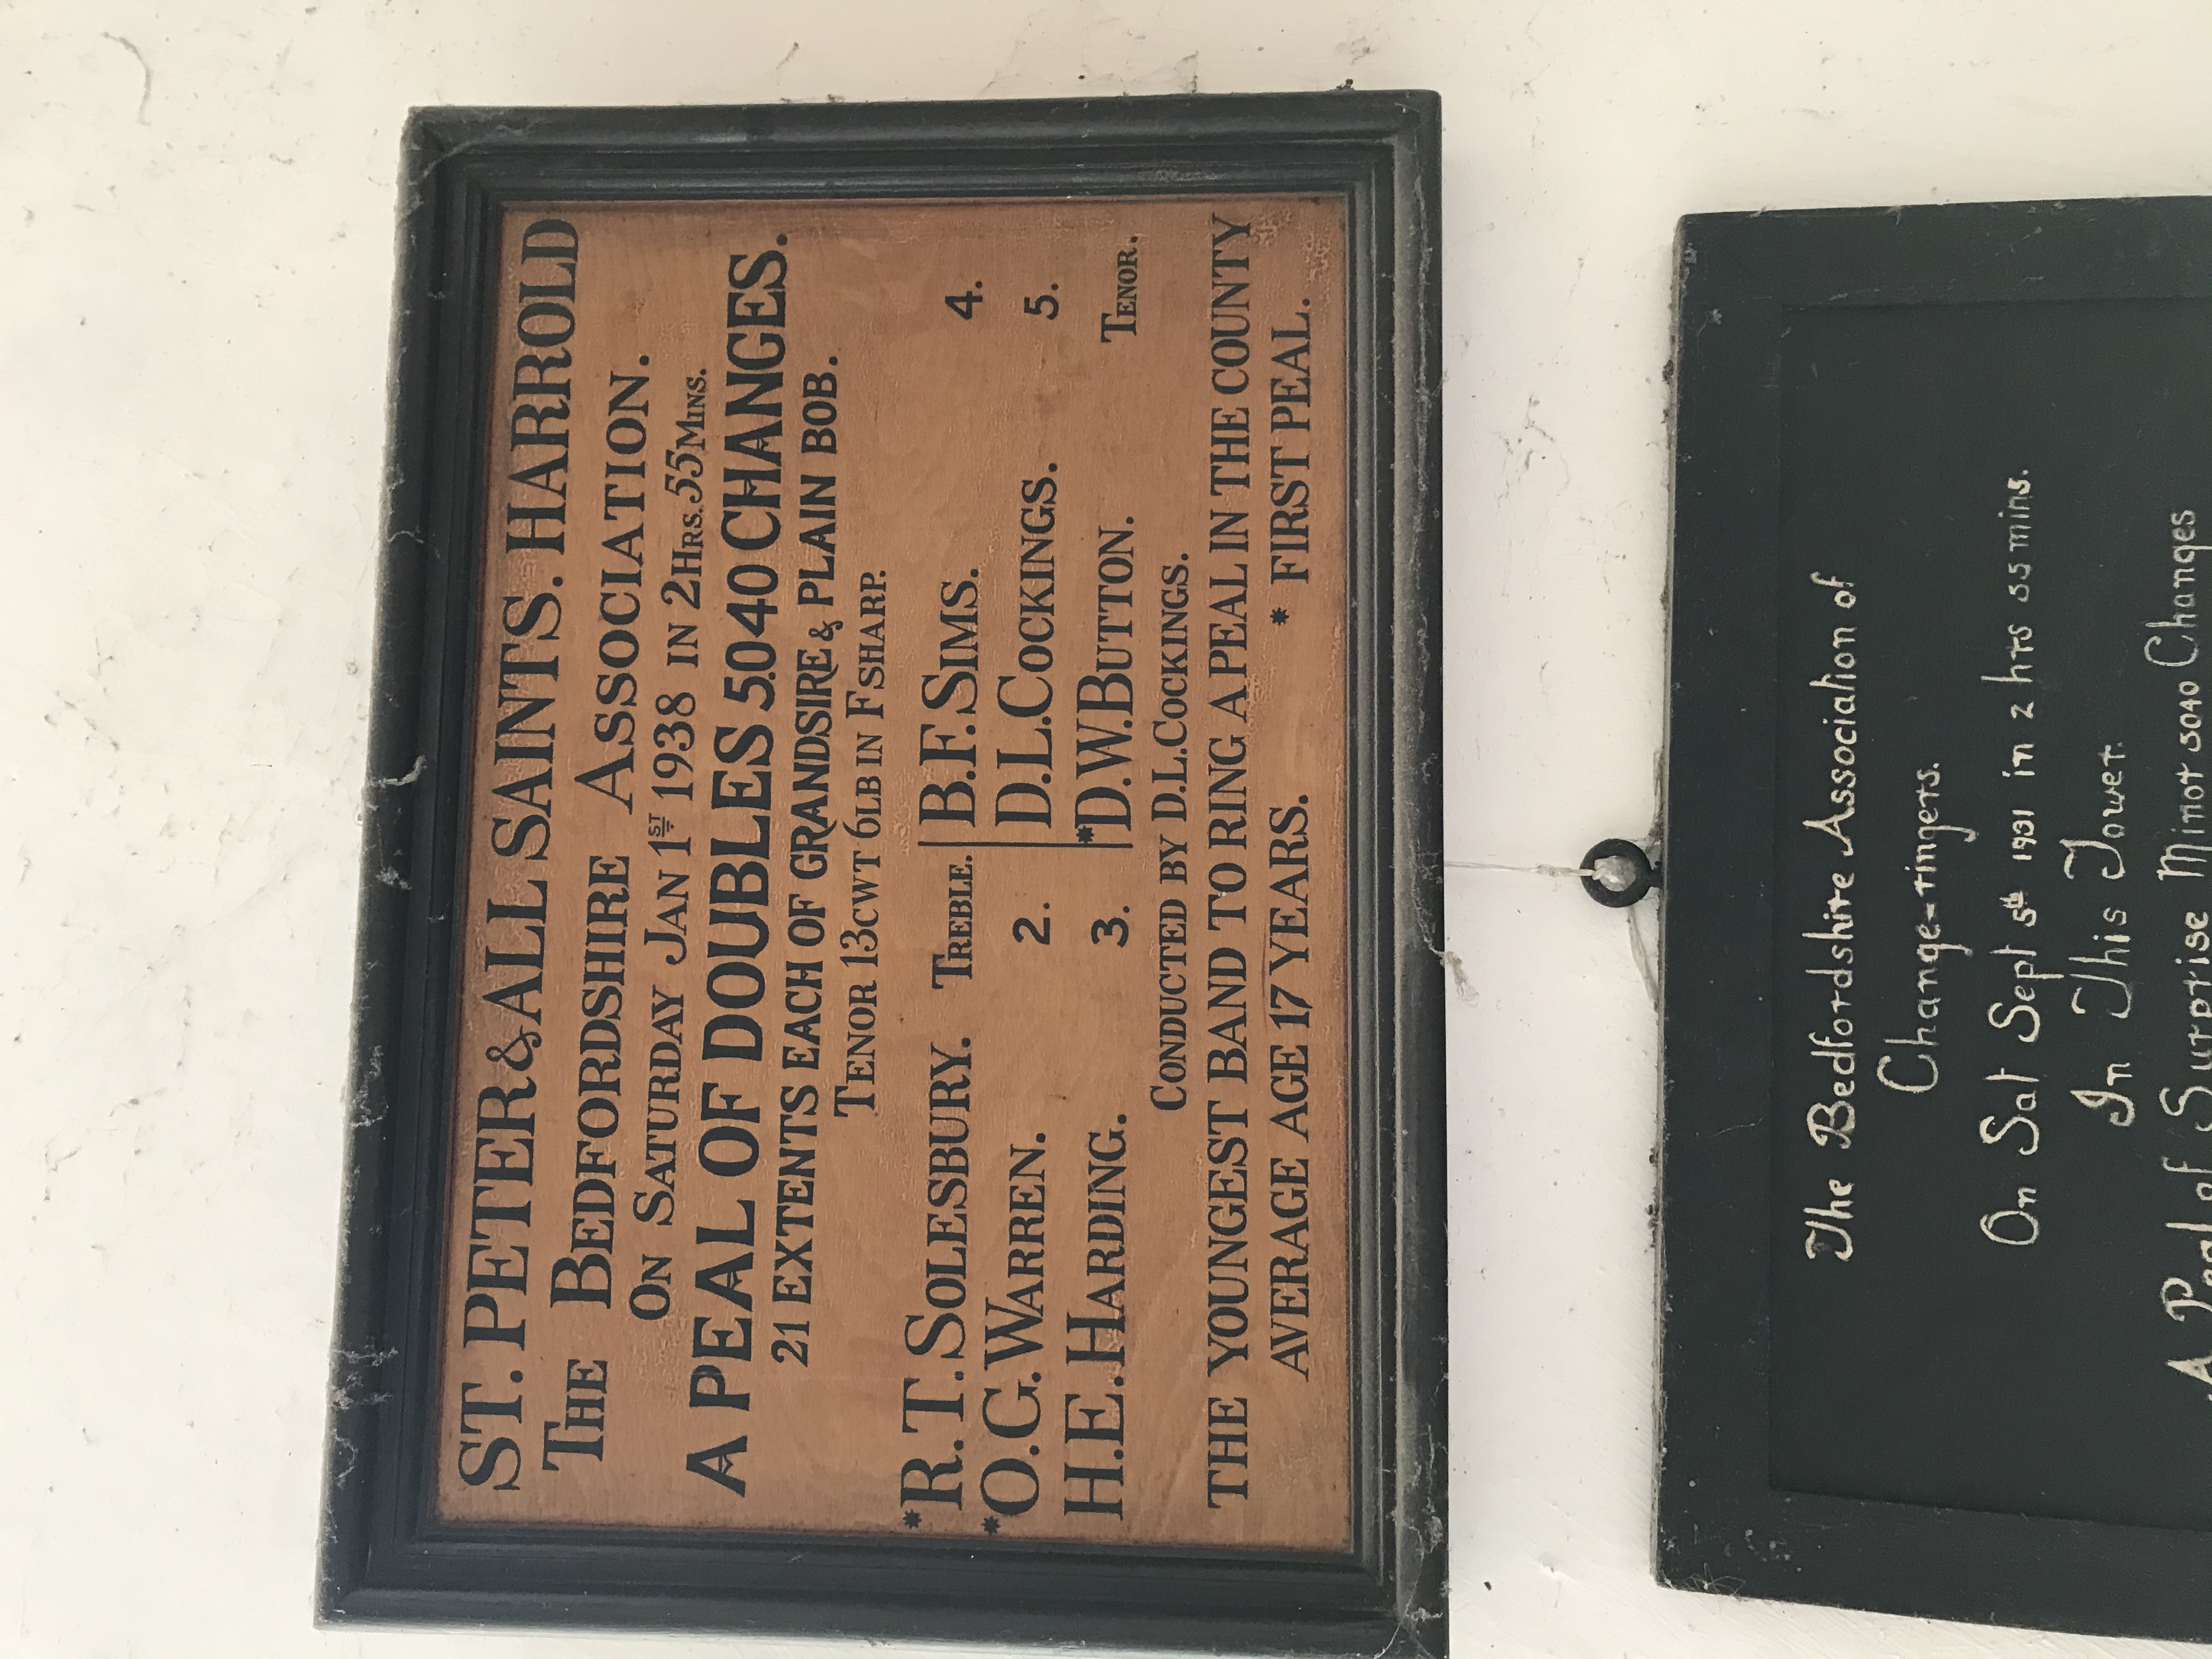 ST. PETER & ALL SAINTS. HARROLD
THE BEDFORDSHIRE ASSOCIATION.
ON SATURDAY JAN 1ST 1938 IN 2HRS. 55MINS.
A PEAL OF DOUBLES 5040 CHANGES.
21 EXTENTS EACH OF GRANDSIRE & PLAIN BOB.
TENOR 13CWT 6LB IN F SHARP.
*R.T. SOLESBURY. TREBLE. B.F. SIMS. 4.
*O.G. WARREN. 2. D.L. COCKINGS. 5.
H.E. HARDING. 3. *D.W. BUTTON. TENOR.
CONDUCTED BY D.L. COCKINGS.
THE YOUNGEST BAND TO RING A PEAL IN THE COUNTY
AVERAGE AGE 17 YEARS. * FIRST PEAL.
The Bedfordshire Association of
Change-ringers.
On Sat Sept 5th 1931 in 2 hrs 55 mins.
In This Tower
A Peal of Surprise Minor 5040 Changes